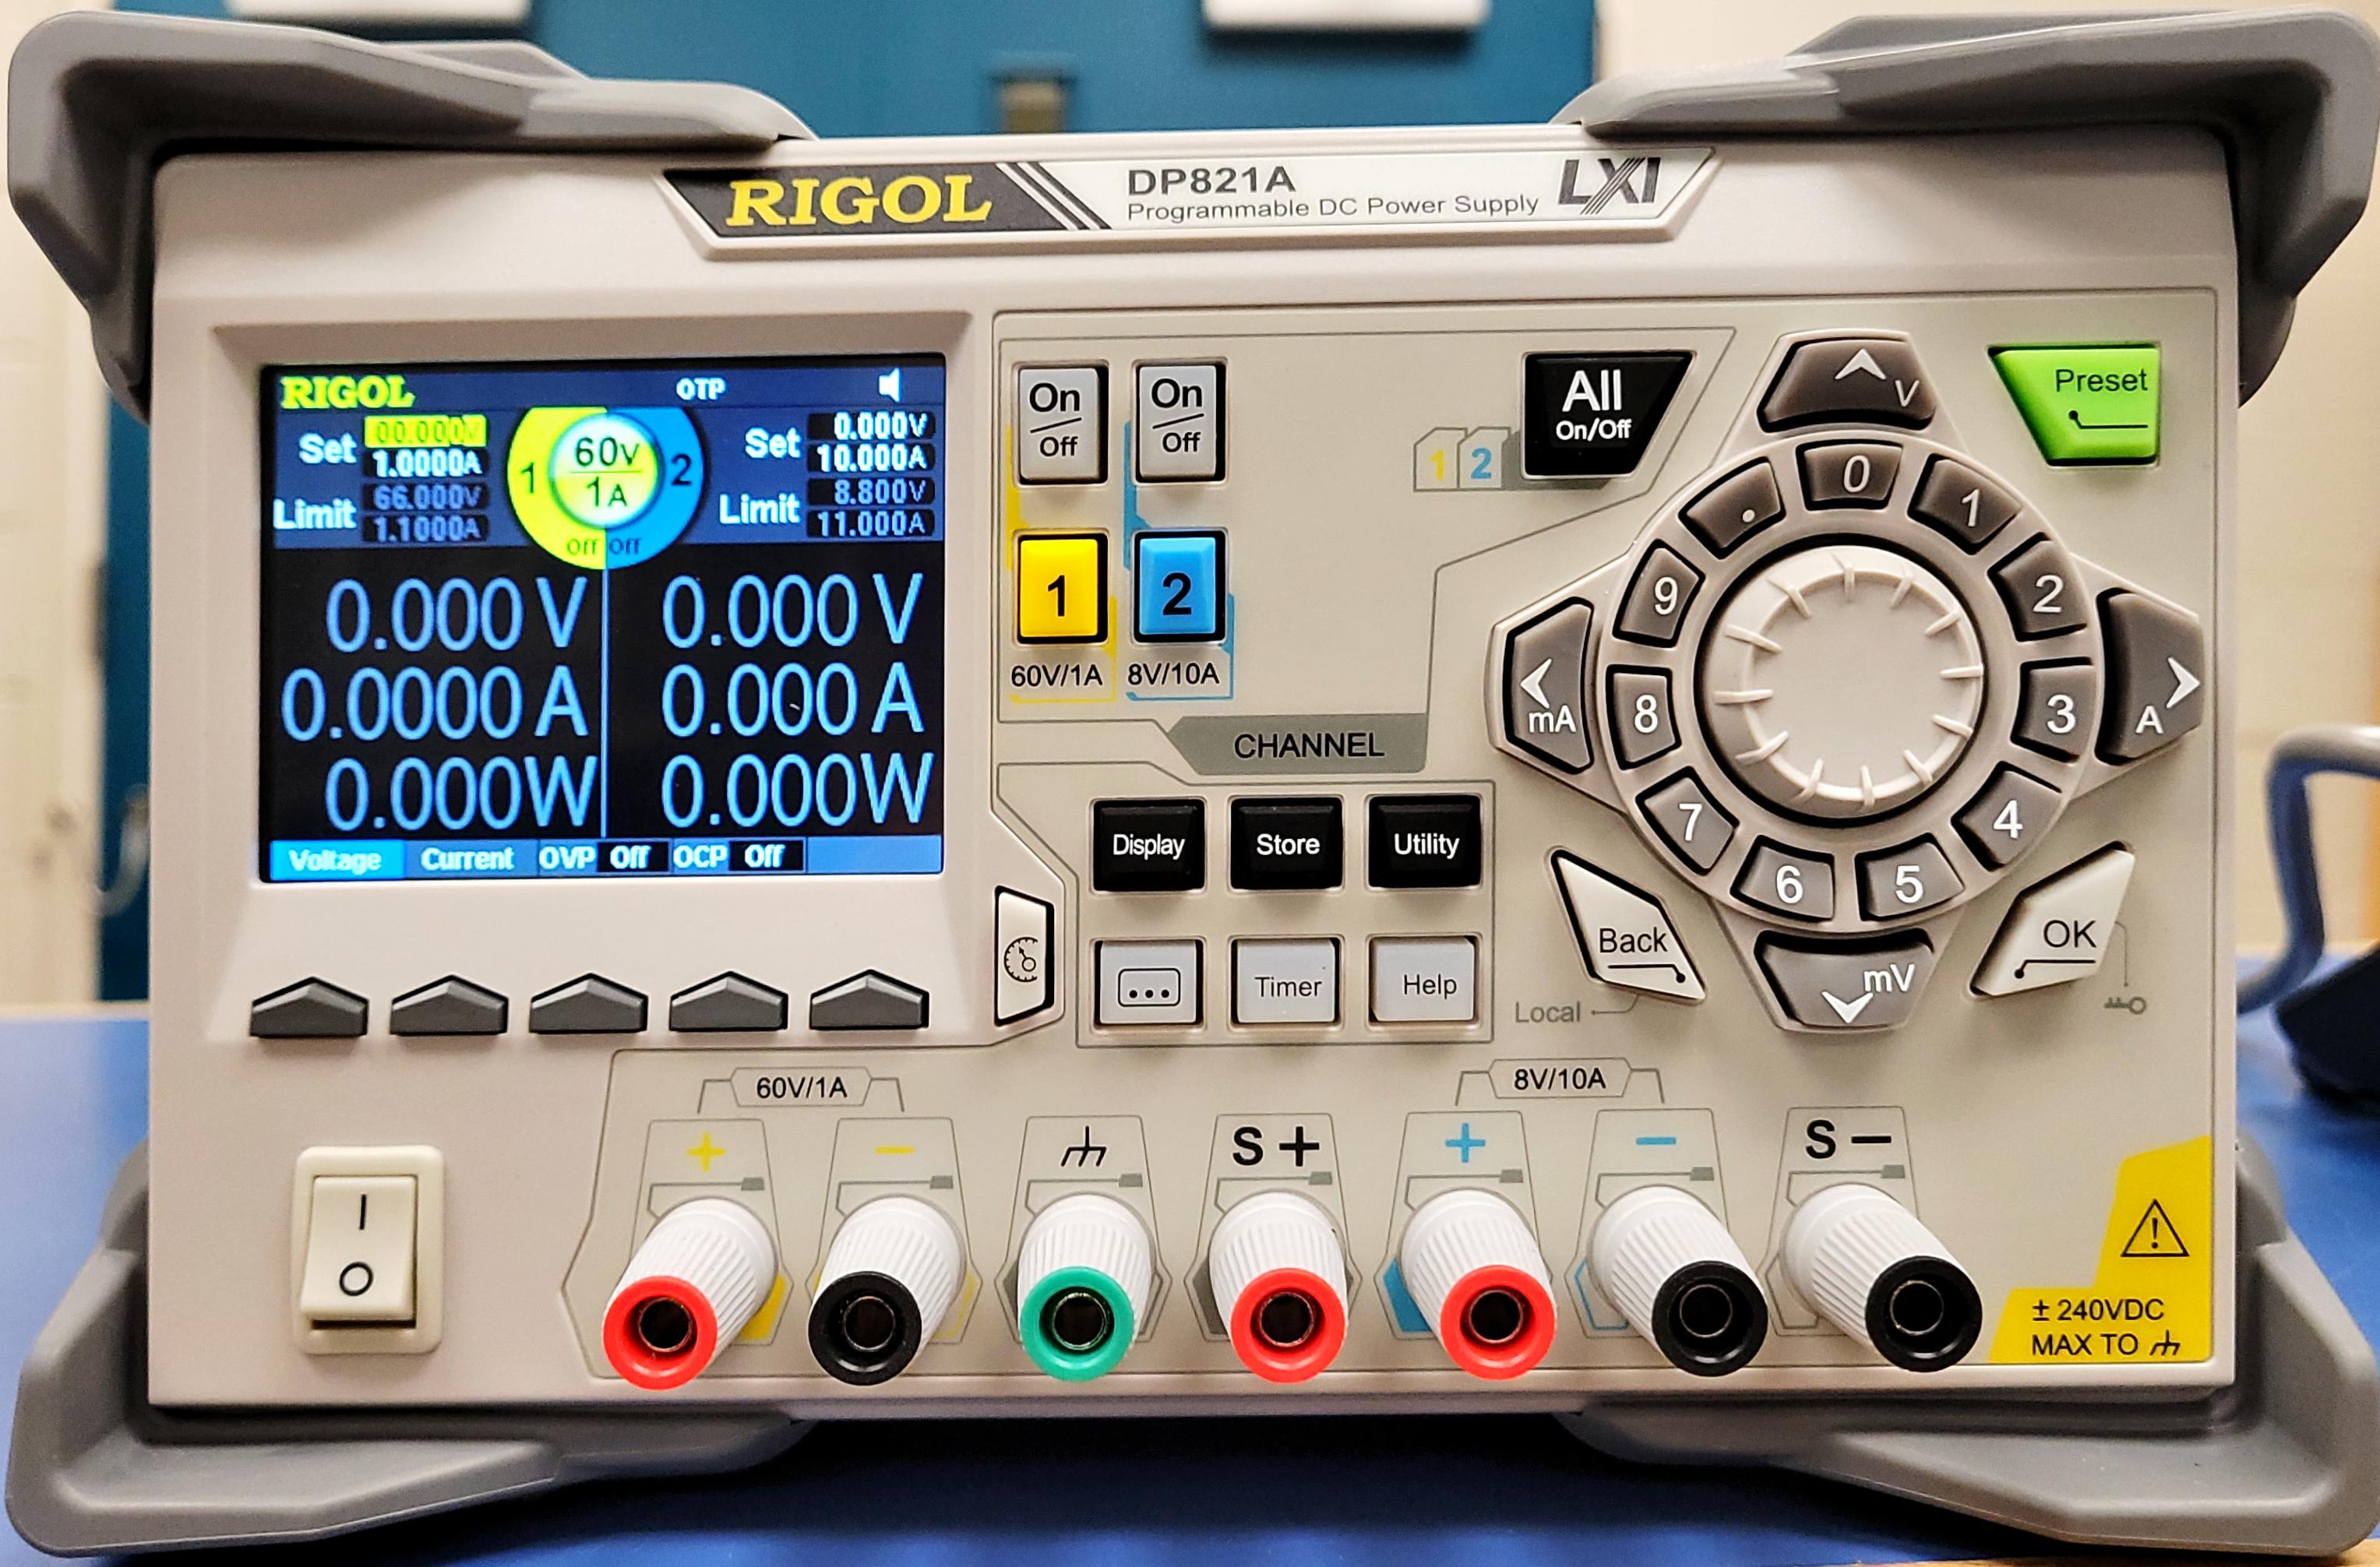 RIGOL
DP821A
Programmable DC Power Supply
LXI
RIGOL OTP
Set 00.000V
1.0000A
Limit 66.000V
1.1000A
1 60V 2
1A
Off Off
Set 0.000V
10.000A
Limit 8.800V
11.000A
0.000 V 0.000 V
0.0000 A 0.000 A
0.000W 0.000W
Voltage Current OVP Off OCP Off
On
Off
On
Off
1 2
60V/1A 8V/10A
1 2
All
On/Off
CHANNEL
Display Store Utility
Timer Help
Preset
V
0
1
2
3
4
5
6
7
8
9
.
mA
A
mV
Back
Local
OK
60V/1A 8V/10A
+ − S + + − S −
I
O
± 240VDC
MAX TO